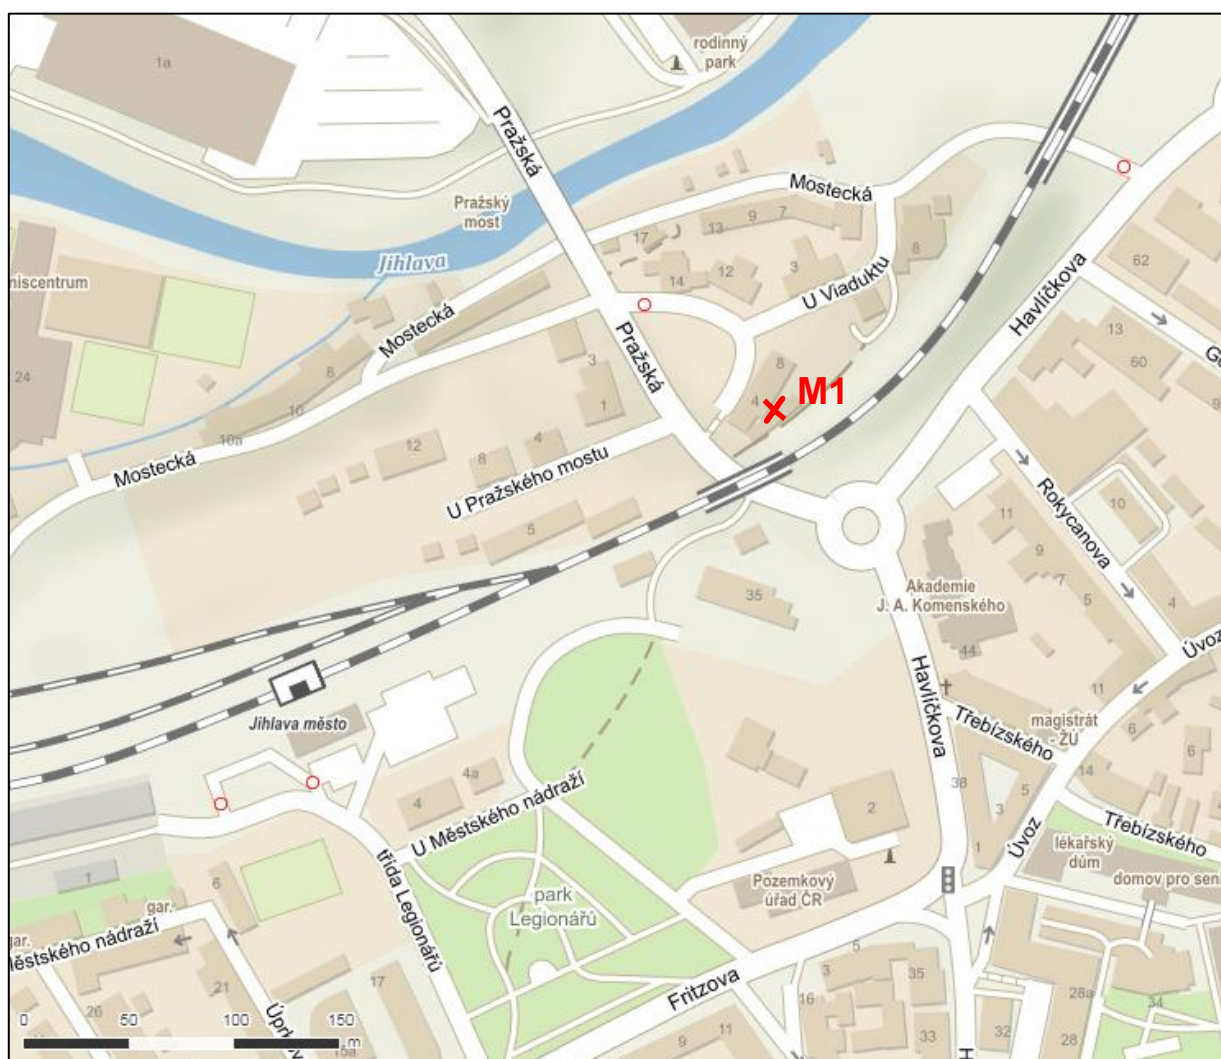 rodinný
park
1a
Pražská
Pražský
most
Mostecká
Jihlava
17
13
9
7
14
12
3
8
U Viaduktu
62
Havlíčkova
niscentrum
Mostecká
Pražská
13
60
24
8
3
8
4
M1
10
1
10a
12
4
8
Mostecká
U Pražského mostu
5
Rokycanova
10
11
9
7
5
4
Akademie
J. A. Komenského
35
44
Úvoz
11
Havlíčkova
Jihlava město
Třebízského
magistrát
- ŽÚ
6
6
14
4a
4
U Městského nádraží
38
5
3
2
1
Úvoz
Třebízského
lékařský
dům
domov pro seni
třída Legionářů
1
6
park
Legionářů
Pozemkový
úřad ČR
gar.
gar.
ěstského nádraží
5
3
35
Fritzova
17
21
26
16
28a
34
0
50
100
150
m
15a
11
9
33
32
28
H